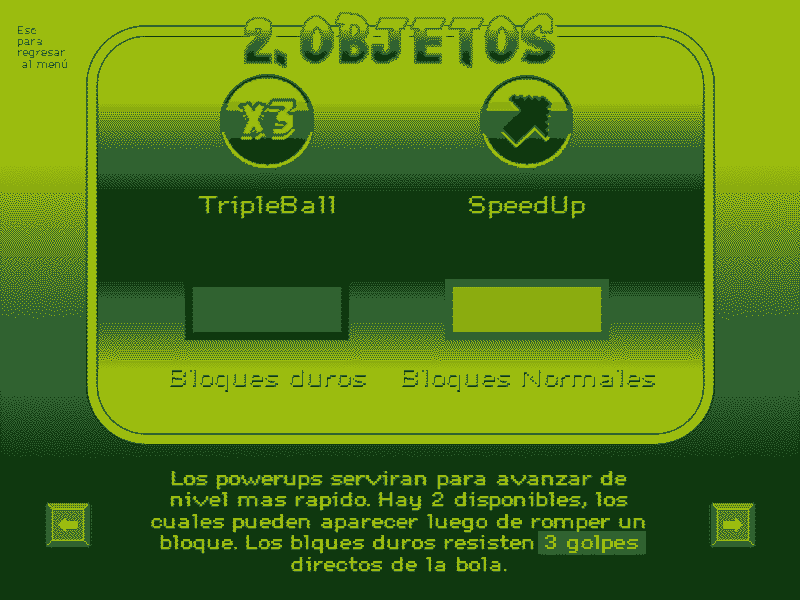 Esc
para
regresar
al menú
2. OBJETOS
x3
TripleBall
SpeedUp
Bloques duros
Bloques Normales
Los powerups serviran para avanzar de
nivel mas rapido. Hay 2 disponibles, los
cuales pueden aparecer luego de romper un
bloque. Los blques duros resisten 3 golpes
directos de la bola.